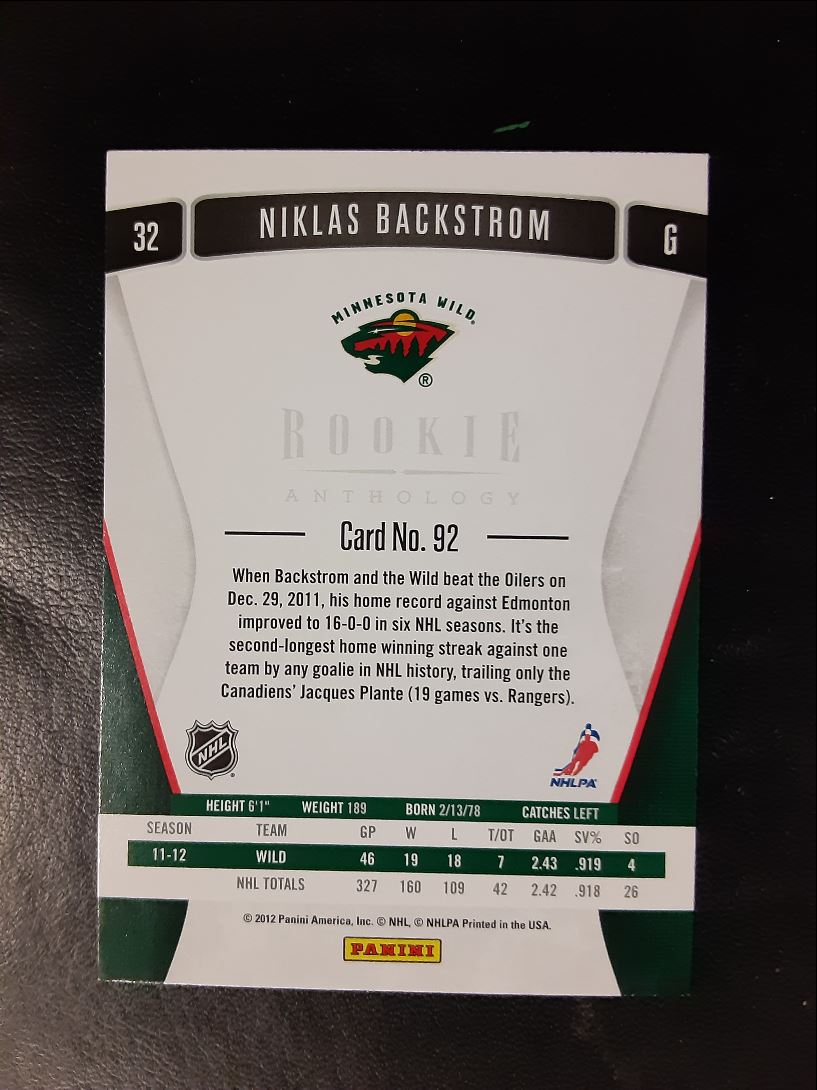 32 NIKLAS BACKSTROM G
MINNESOTA WILD®
ROOKIE
ANTHOLOGY
Card No. 92
When Backstrom and the Wild beat the Oilers on
Dec. 29, 2011, his home record against Edmonton
improved to 16-0-0 in six NHL seasons. It's the
second-longest home winning streak against one
team by any goalie in NHL history, trailing only the
Canadiens' Jacques Plante (19 games vs. Rangers).
NHL NHLPA
HEIGHT 6'1" WEIGHT 189 BORN 2/13/78 CATCHES LEFT
SEASON TEAM GP W L T/OT GAA SV% SO
11-12 WILD 46 19 18 7 2.43 .919 4
NHL TOTALS 327 160 109 42 2.42 .918 26
© 2012 Panini America, Inc. © NHL, © NHLPA Printed in the USA.
PANINI